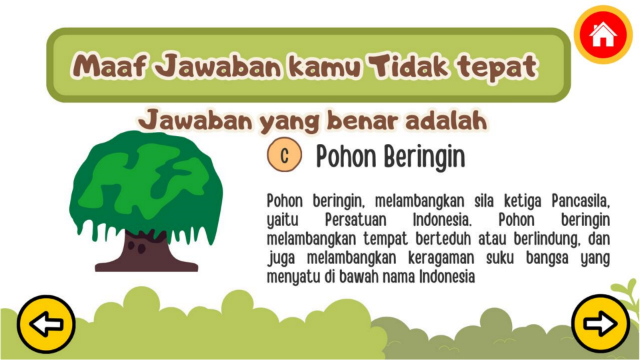 Maaf Jawaban kamu Tidak tepat
Jawaban yang benar adalah
C Pohon Beringin
Pohon beringin, melambangkan sila ketiga Pancasila,
yaitu Persatuan Indonesia. Pohon beringin
melambangkan tempat berteduh atau berlindung, dan
juga melambangkan keragaman suku bangsa yang
menyatu di bawah nama Indonesia